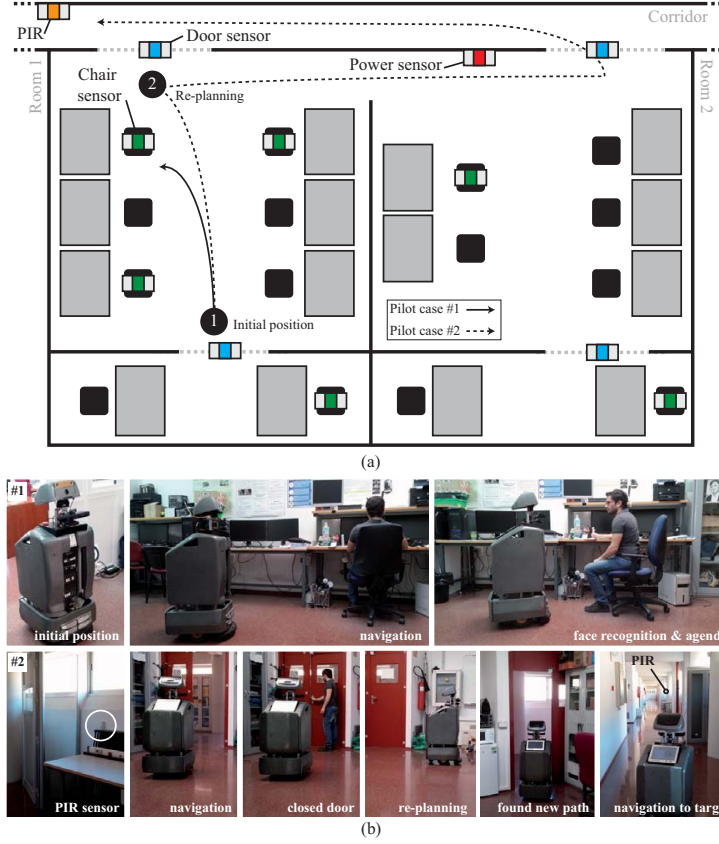 Corridor
PIR
Door sensor
Power sensor
Room 1
Room 2
Chair
sensor
2
Re-planning
Pilot case #1
Pilot case #2
1
Initial position
(a)
#1
initial position
navigation
face recognition & agend
#2
PIR
PIR sensor
navigation
closed door
re-planning
found new path
navigation to targ
(b)